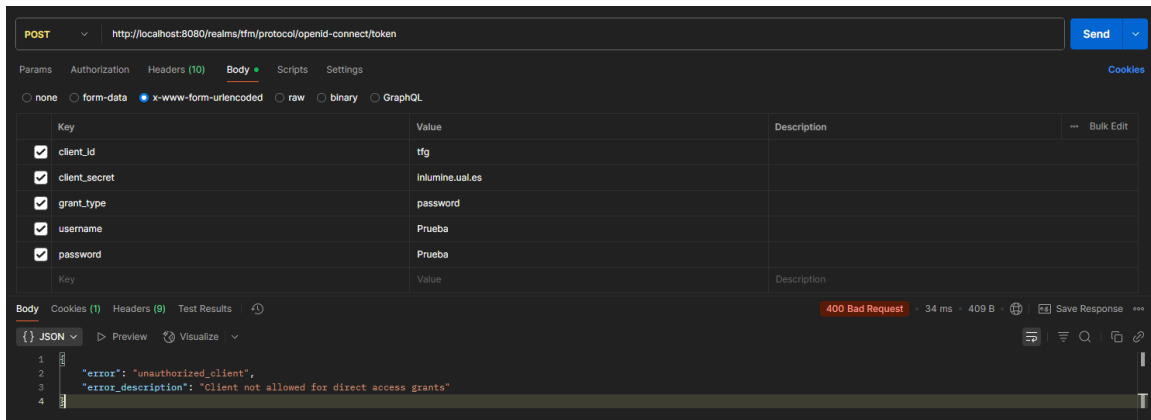 POST http://localhost:8080/realms/tfm/protocol/openid-connect/token Send
Params Authorization Headers (10) Body Scripts Settings Cookies
none form-data x-www-form-urlencoded raw binary GraphQL
Key Value Description ... Bulk Edit
client_id tfg
client_secret inlumine.ual.es
grant_type password
username Prueba
password Prueba
Key Value Description
Body Cookies (1) Headers (9) Test Results 400 Bad Request 34 ms 409 B Save Response ...
{} JSON Preview Visualize
1 {
2 "error": "unauthorized_client",
3 "error_description": "Client not allowed for direct access grants"
4 }